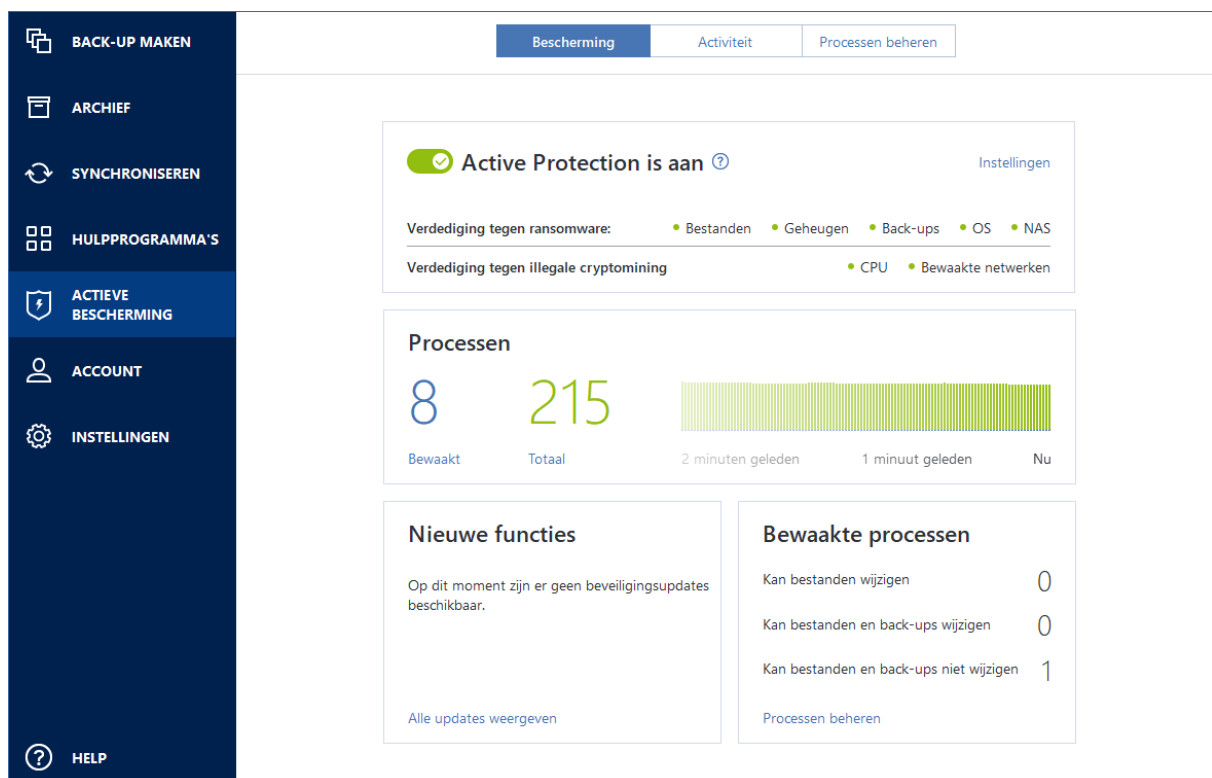 BACK-UP MAKEN
ARCHIEF
SYNCHRONISEREN
HULPPROGRAMMA'S
ACTIEVE
BESCHERMING
ACCOUNT
INSTELLINGEN
HELP
Bescherming Activiteit Processen beheren
Active Protection is aan ? Instellingen
Verdediging tegen ransomware: • Bestanden • Geheugen • Back-ups • OS • NAS
Verdediging tegen illegale cryptomining • CPU • Bewaakte netwerken
Processen
8 215
Bewaakt Totaal 2 minuten geleden 1 minuut geleden Nu
Nieuwe functies
Op dit moment zijn er geen beveiligingsupdates
beschikbaar.
Alle updates weergeven
Bewaakte processen
Kan bestanden wijzigen 0
Kan bestanden en back-ups wijzigen 0
Kan bestanden en back-ups niet wijzigen 1
Processen beheren